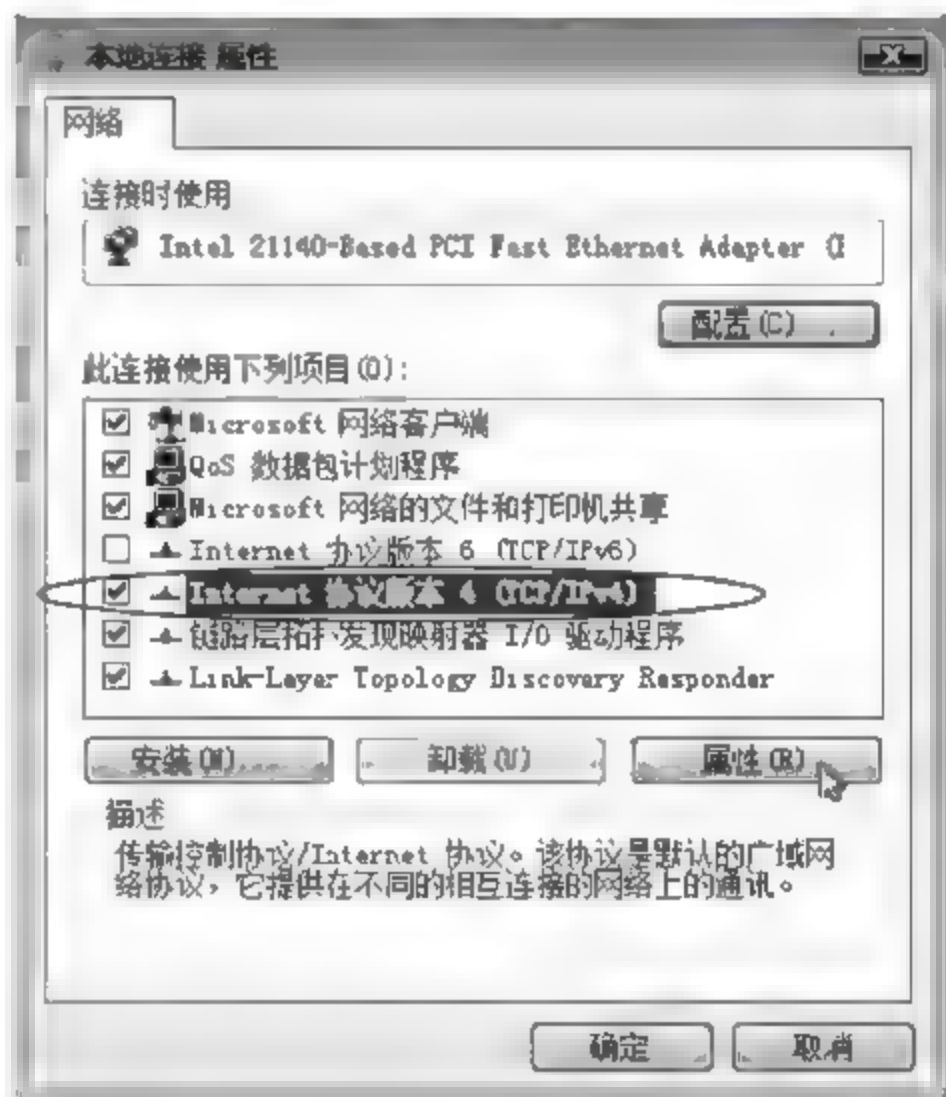 本地连接 属性
网络
连接时使用
Intel 21140-Based PCI Fast Ethernet Adapter (E
配置(C)
此连接使用下列项目(O):
Microsoft 网络客户端
QoS 数据包计划程序
Microsoft 网络的文件和打印机共享
Internet 协议版本 6 (TCP/IPv6)
Internet 协议版本 4 (TCP/IPv4)
链路层拓扑发现映射器 I/O 驱动程序
Link-Layer Topology Discovery Responder
安装(N)
卸载(U)
属性(R)
描述
传输控制协议/Internet 协议。该协议是默认的广域网
络协议，它提供在不同的相互连接的网络上的通讯。
确定
取消